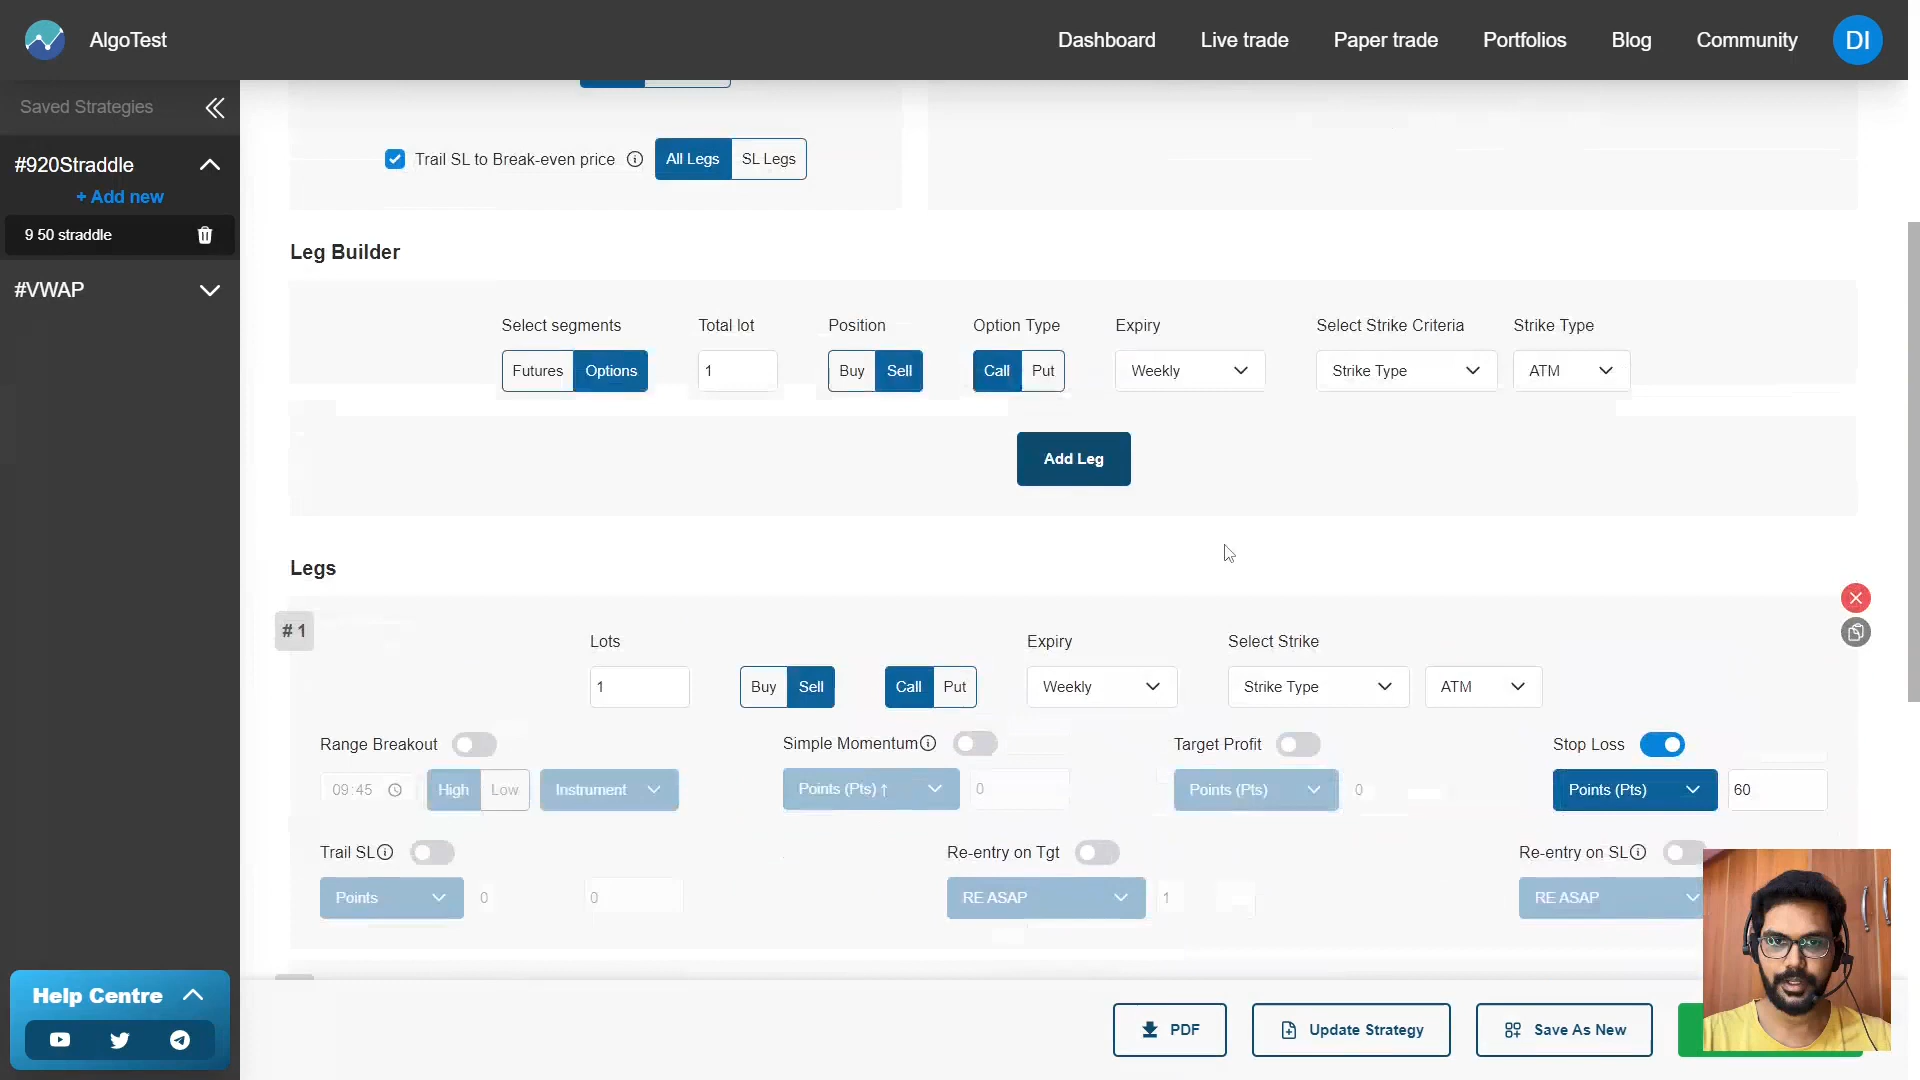 AlgoTest
Dashboard
Live trade
Paper trade
Portfolios
Blog
Community
DI
Saved Strategies
#920Straddle
+ Add new
9 50 straddle
#VWAP
Trail SL to Break-even price
All Legs
SL Legs
Leg Builder
Select segments
Total lot
Position
Option Type
Expiry
Select Strike Criteria
Strike Type
Futures
Options
1
Buy
Sell
Call
Put
Weekly
Strike Type
ATM
Add Leg
Legs
# 1
Lots
Expiry
Select Strike
1
Buy
Sell
Call
Put
Weekly
Strike Type
ATM
Range Breakout
Simple Momentum
Target Profit
Stop Loss
09:45
High
Low
Instrument
Points (Pts) ↑
0
Points (Pts)
0
Points (Pts)
60
Trail SL
Re-entry on Tgt
Re-entry on SL
Points
0
0
RE ASAP
1
RE ASAP
Help Centre
PDF
Update Strategy
Save As New